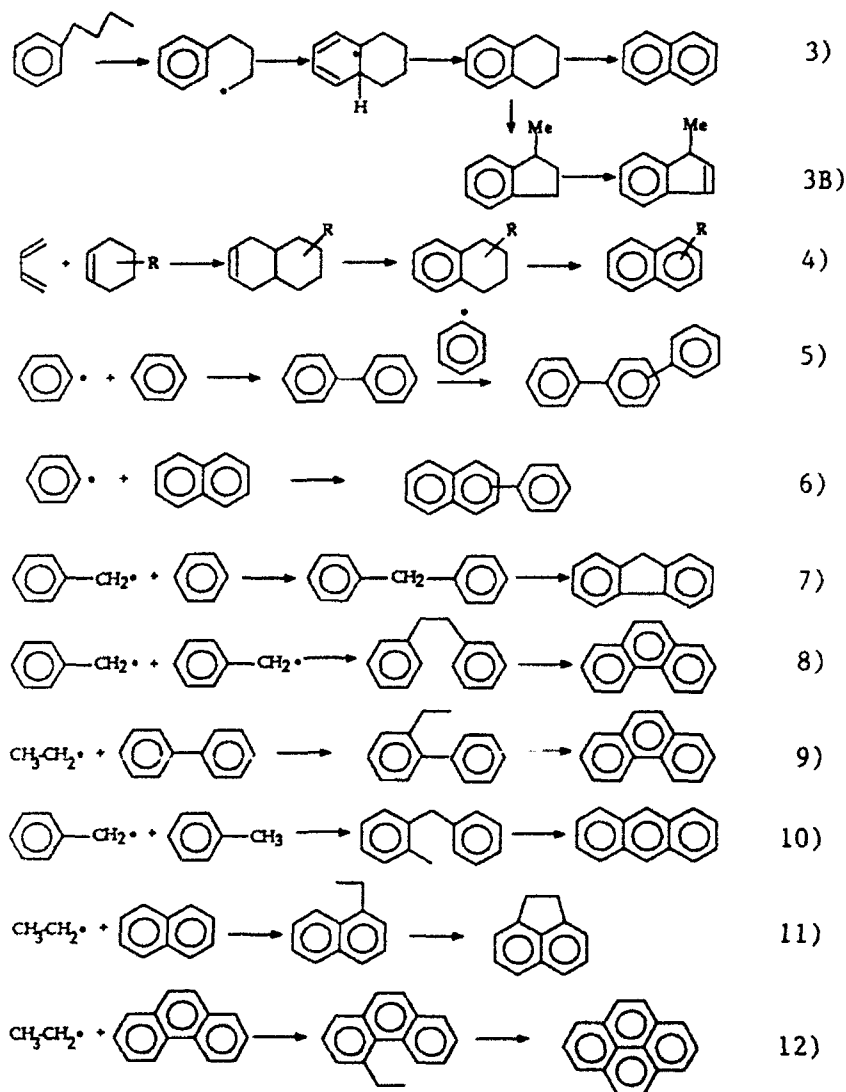 3)
H
Me Me
3B)
R R R
+ R 4)
• + 5)
• + 6)
CH₂• + CH₂ 7)
CH₂• + CH₂• 8)
CH₃CH₂• + 9)
CH₂• + CH₃ 10)
CH₃CH₂• + 11)
CH₃CH₂• + 12)